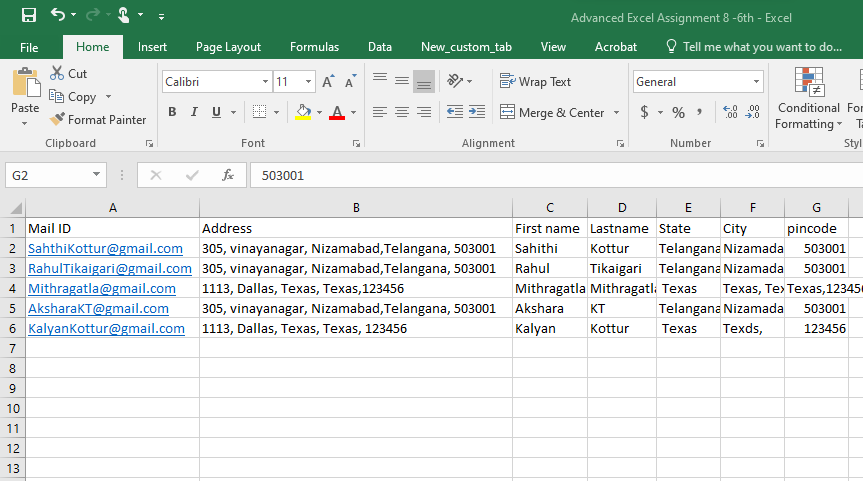 Advanced Excel Assignment 8 -6th - Excel
File Home Insert Page Layout Formulas Data New_custom_tab View Acrobat Tell me what you want to do...
Paste Cut Copy Format Painter
Clipboard
Calibri 11 A A
B I U A
Font
Wrap Text
Merge & Center
Alignment
General
$ % , .00 .00
Number
Conditional Formatting
G2 fx 503001
A B C D E F G
1 Mail ID Address First name Lastname State City pincode
2 SahthiKottur@gmail.com 305, vinayanagar, Nizamabad,Telangana, 503001 Sahithi Kottur Telangana Nizamada 503001
3 RahulTikaigari@gmail.com 305, vinayanagar, Nizamabad,Telangana, 503001 Rahul Tikaigari Telangana Nizamada 503001
4 Mithragatla@gmail.com 1113, Dallas, Texas, Texas,123456 Mithragatla Mithragatl Texas Texas, Tex Texas,123456
5 AksharaKT@gmail.com 305, vinayanagar, Nizamabad,Telangana, 503001 Akshara KT Telangana Nizamada 503001
6 KalyanKottur@gmail.com 1113, Dallas, Texas, Texas, 123456 Kalyan Kottur Texas Texds, 123456
7
8
9
10
11
12
13